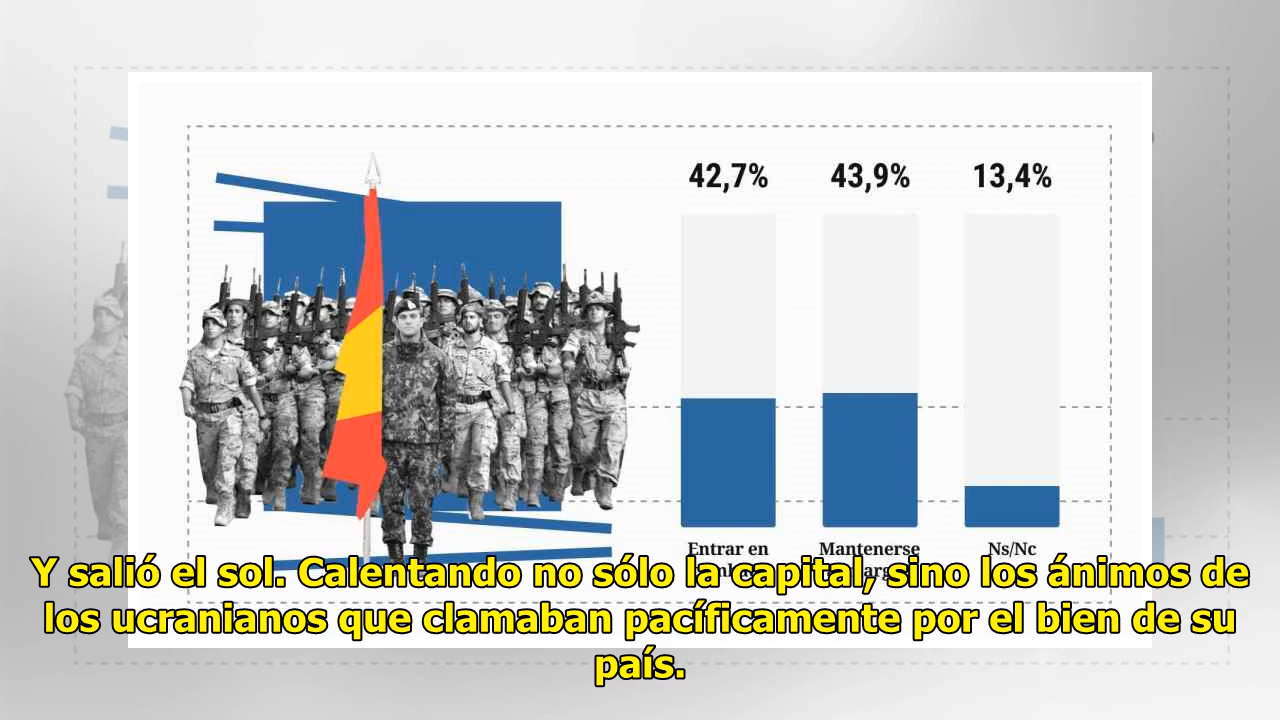 42,7% 43,9% 13,4%
Entrar en Mantenerse Ns/Nc
Y salió el sol. Calentando no sólo la capital, sino los ánimos de
los ucranianos que clamaban pacíficamente por el bien de su
país.